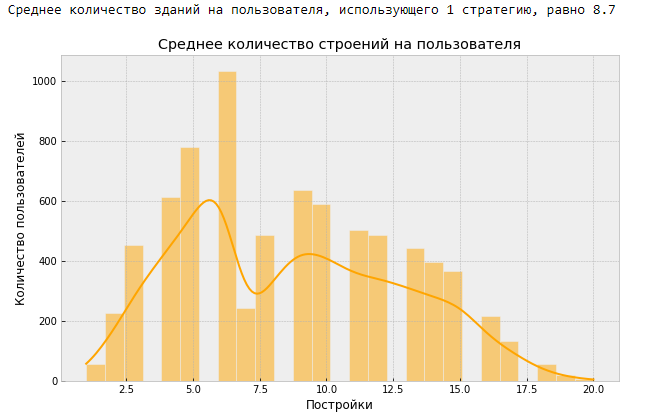 Среднее количество зданий на пользователя, использующего 1 стратегию, равно 8.7
Среднее количество строений на пользователя
Количество пользователей
1000
800
600
400
200
0
2.5 5.0 7.5 10.0 12.5 15.0 17.5 20.0
Постройки